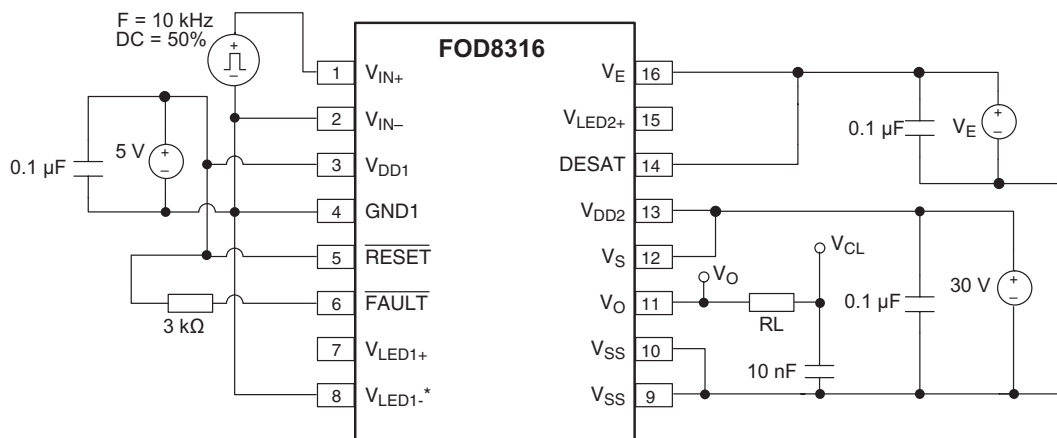 F = 10 kHz
DC = 50%
+
–
FOD8316
1 V_IN+
2 V_IN–
3 V_DD1
4 GND1
5 RESET
6 FAULT
7 V_LED1+
8 V_LED1-*
V_E 16
V_LED2+ 15
DESAT 14
V_DD2 13
V_S 12
V_O 11
V_SS 10
V_SS 9
0.1 µF
5 V
+
–
3 kΩ
0.1 µF
V_E
+
–
V_O
V_CL
RL
10 nF
0.1 µF
30 V
+
–